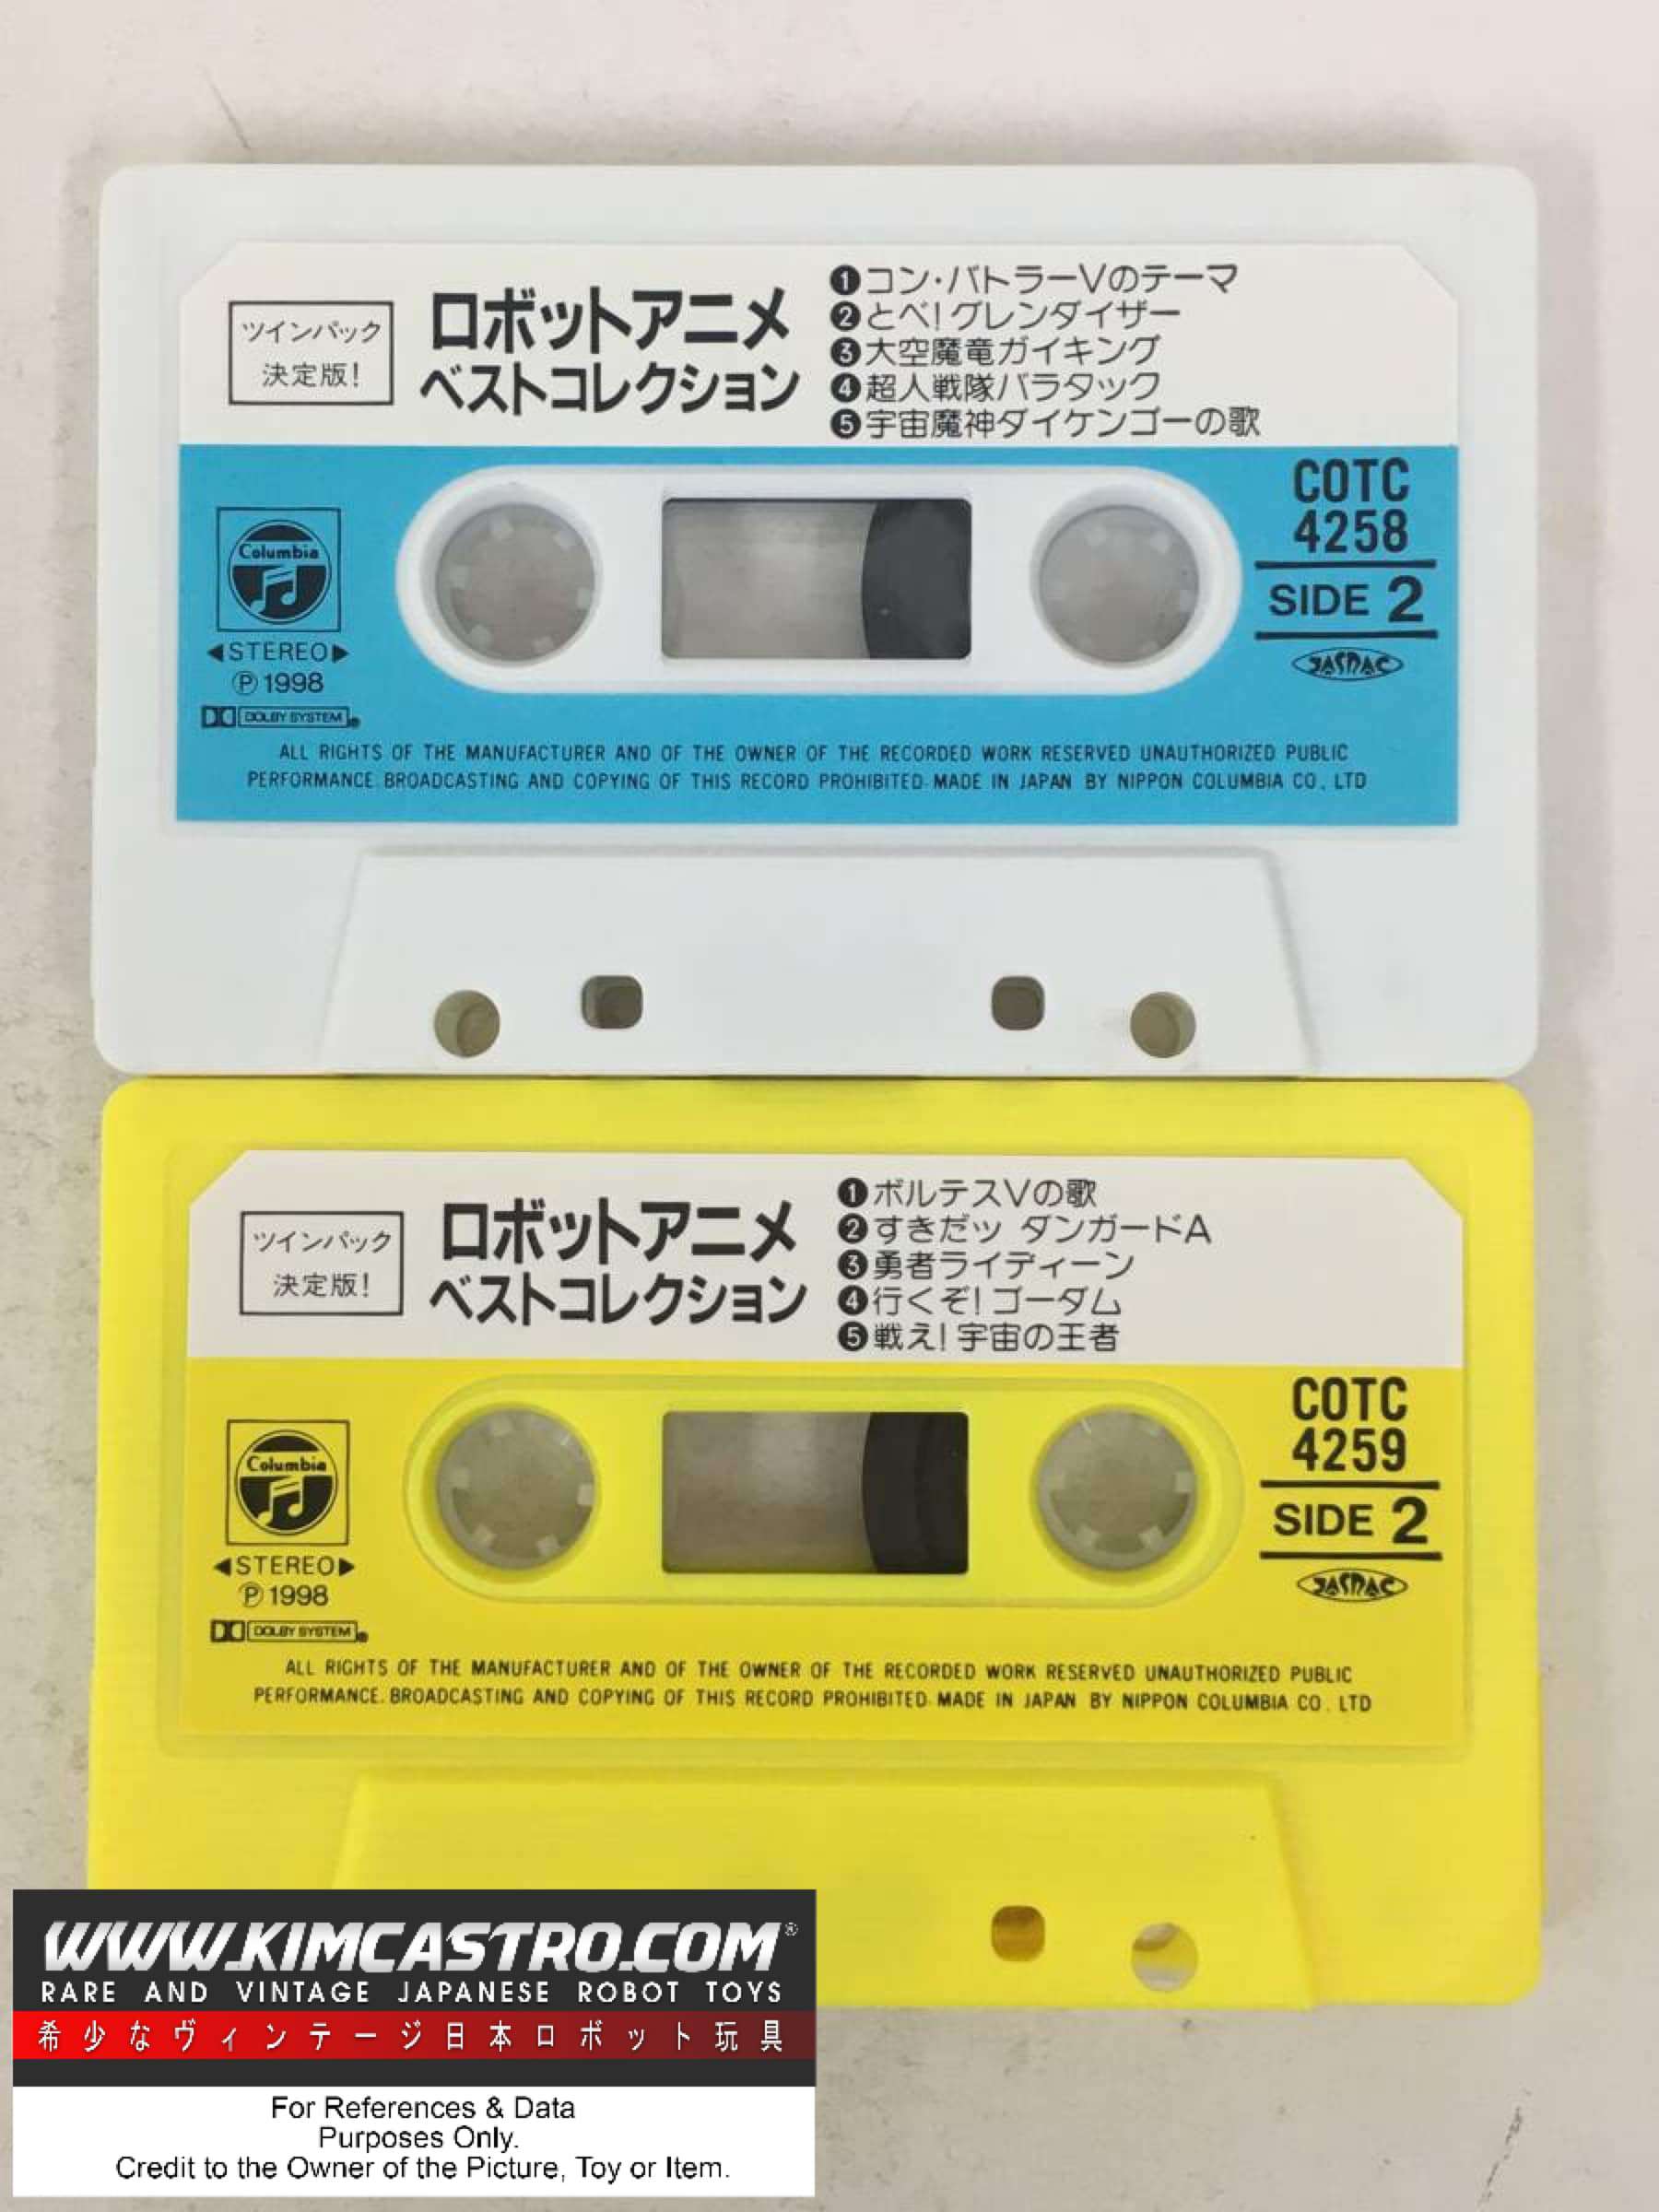 ツインパック
決定版!
ロボットアニメ
ベストコレクション
❶コン・バトラーVのテーマ
❷とべ!グレンダイザー
❸大空魔竜ガイキング
❹超人戦隊バラタック
❺宇宙魔神ダイケンゴーの歌
Columbia
◀STEREO▶
Ⓟ1998
DOLBY SYSTEM®
COTC
4258
SIDE 2
JASRAC
ALL RIGHTS OF THE MANUFACTURER AND OF THE OWNER OF THE RECORDED WORK RESERVED UNAUTHORIZED PUBLIC
PERFORMANCE. BROADCASTING AND COPYING OF THIS RECORD PROHIBITED. MADE IN JAPAN BY NIPPON COLUMBIA CO., LTD
ツインパック
決定版!
ロボットアニメ
ベストコレクション
❶ボルテスVの歌
❷すきだッ ダンガードA
❸勇者ライディーン
❹行くぞ!ゴーダム
❺戦え!宇宙の王者
Columbia
◀STEREO▶
Ⓟ1998
DOLBY SYSTEM®
COTC
4259
SIDE 2
JASRAC
ALL RIGHTS OF THE MANUFACTURER AND OF THE OWNER OF THE RECORDED WORK RESERVED UNAUTHORIZED PUBLIC
PERFORMANCE. BROADCASTING AND COPYING OF THIS RECORD PROHIBITED. MADE IN JAPAN BY NIPPON COLUMBIA CO., LTD
WWW.KIMCASTRO.COM®
RARE AND VINTAGE JAPANESE ROBOT TOYS
希少なヴィンテージ日本ロボット玩具
For References & Data
Purposes Only.
Credit to the Owner of the Picture, Toy or Item.